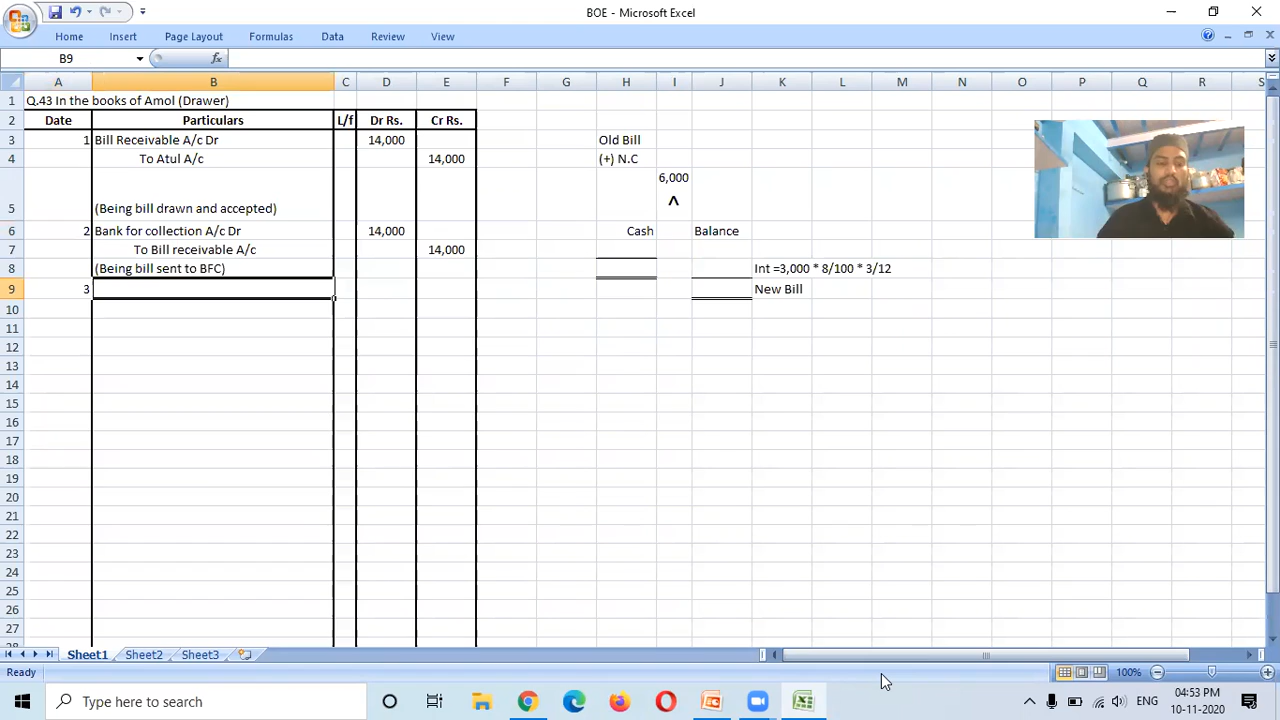 BOE - Microsoft Excel
Home Insert Page Layout Formulas Data Review View
B9 fx
A B C D E F G H I J K L M N O P Q R S
1 Q.43 In the books of Amol (Drawer)
2 Date Particulars L/f Dr Rs. Cr Rs.
3 1 Bill Receivable A/c Dr 14,000 Old Bill
4 To Atul A/c 14,000 (+) N.C
6,000
5 (Being bill drawn and accepted) ^
6 2 Bank for collection A/c Dr 14,000 Cash Balance
7 To Bill receivable A/c 14,000
8 (Being bill sent to BFC) Int =3,000 * 8/100 * 3/12
9 3 New Bill
10
11
12
13
14
15
16
17
18
19
20
21
22
23
24
25
26
27
28
Sheet1 Sheet2 Sheet3
Ready 100%
Type here to search ENG 04:53 PM
10-11-2020